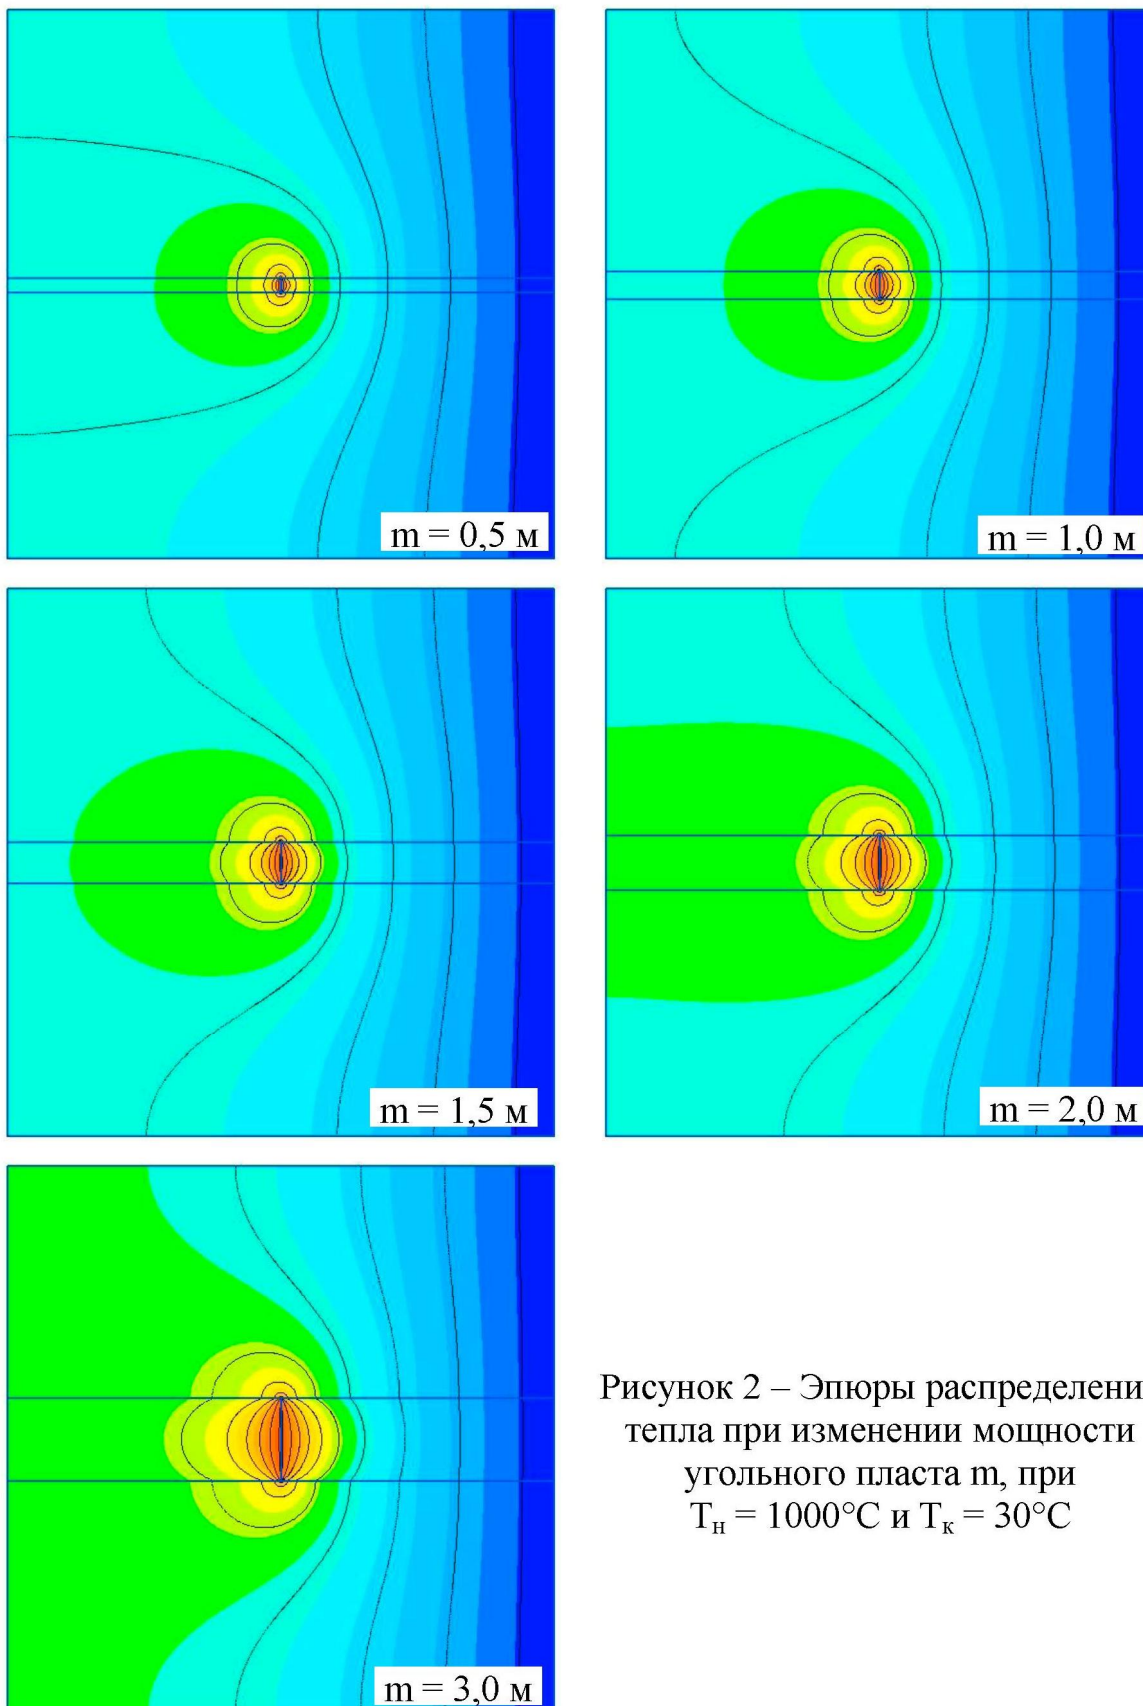 m = 0,5 м
m = 1,0 м
m = 1,5 м
m = 2,0 м
m = 3,0 м
Рисунок 2 – Эпюры распределени
тепла при изменении мощности
угольного пласта m, при
Tн = 1000°C и Tк = 30°C